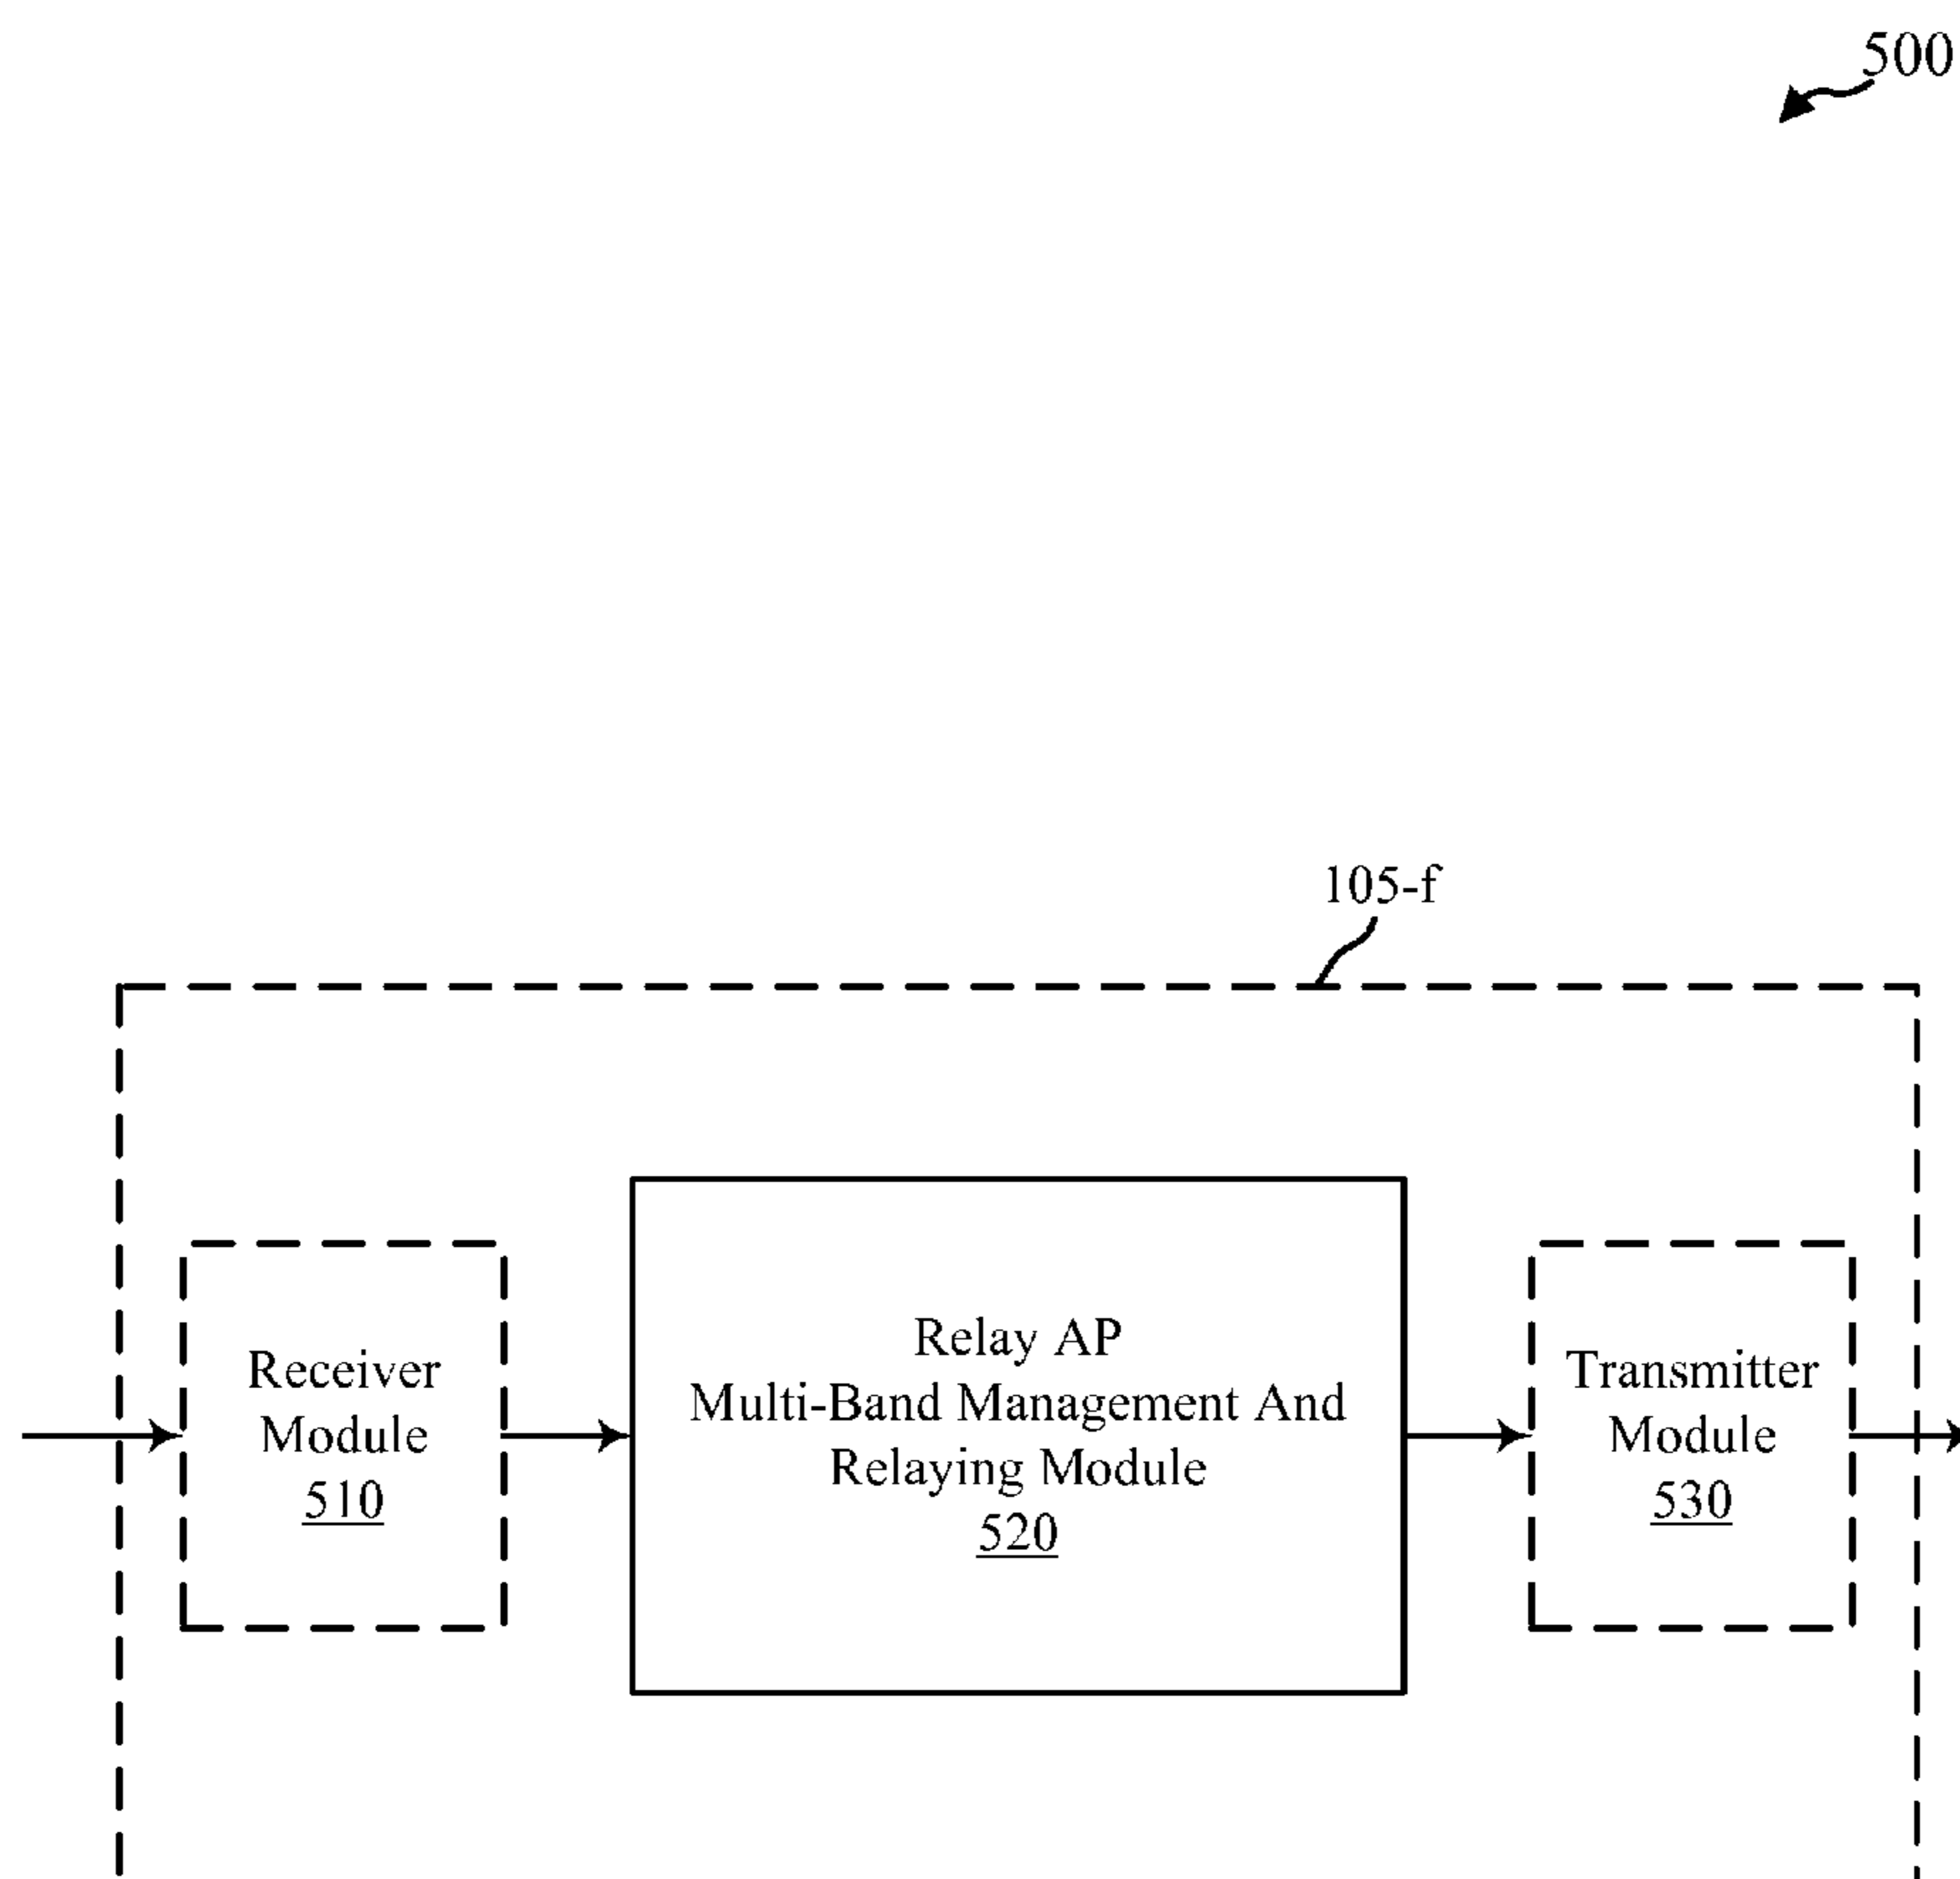 500
105-f
Receiver
Module
510
Relay AP
Multi-Band Management And
Relaying Module
520
Transmitter
Module
530